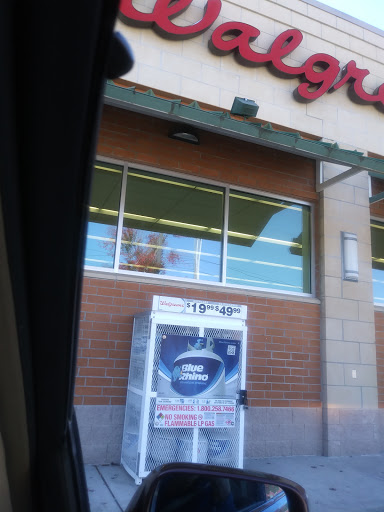 Walgre
Walgreens $19.99 $49.99
Blue
Rhino
EMERGENCIES: 1.800.258.7466
NO SMOKING
FLAMMABLE LP GAS